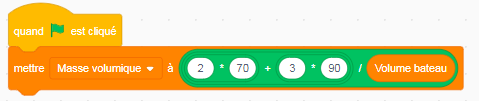 quand est cliqué
mettre Masse volumique à 2 * 70 + 3 * 90 / Volume bateau